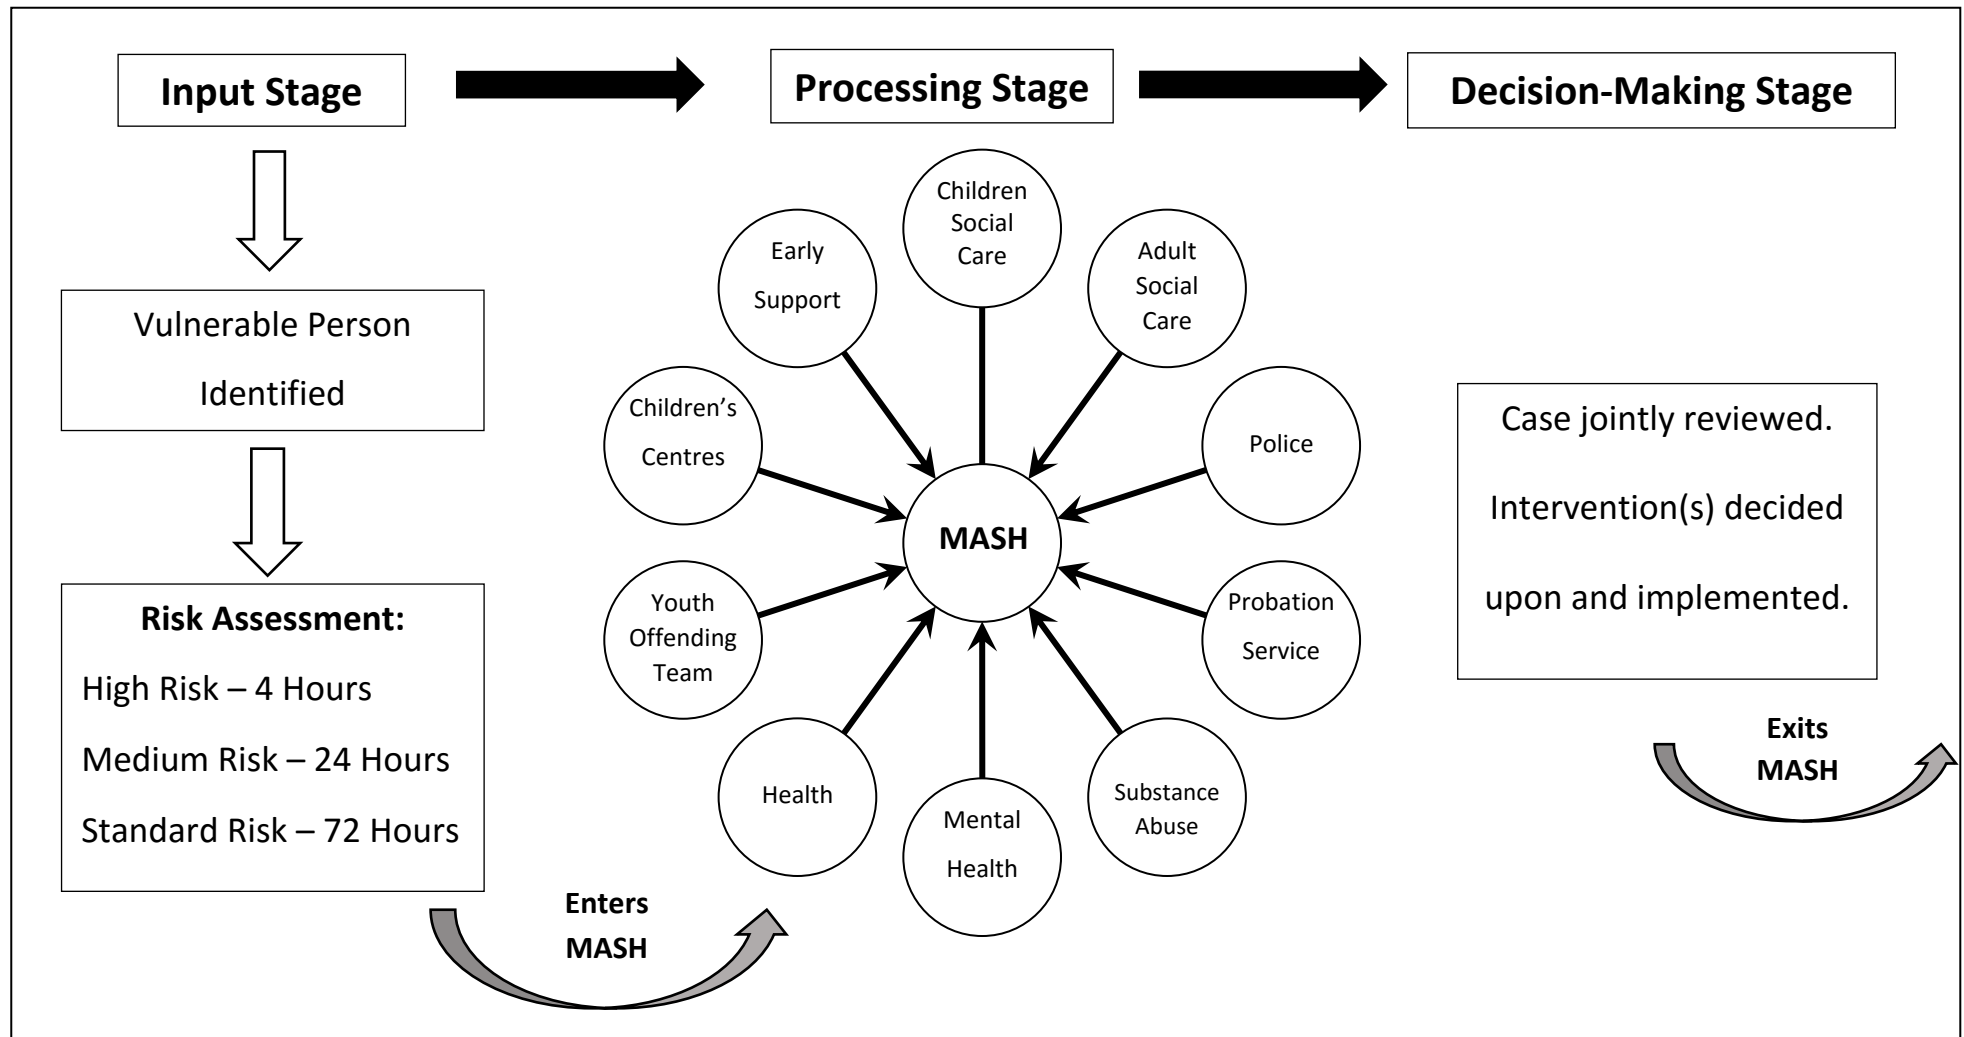 Input Stage
Processing Stage
Decision-Making Stage
Vulnerable Person
Identified
Risk Assessment:
High Risk – 4 Hours
Medium Risk – 24 Hours
Standard Risk – 72 Hours
Enters
MASH
Children
Social
Care
Adult
Social
Care
Police
Probation
Service
Substance
Abuse
Mental
Health
Health
Youth
Offending
Team
Children’s
Centres
Early
Support
MASH
Case jointly reviewed.
Intervention(s) decided
upon and implemented.
Exits
MASH